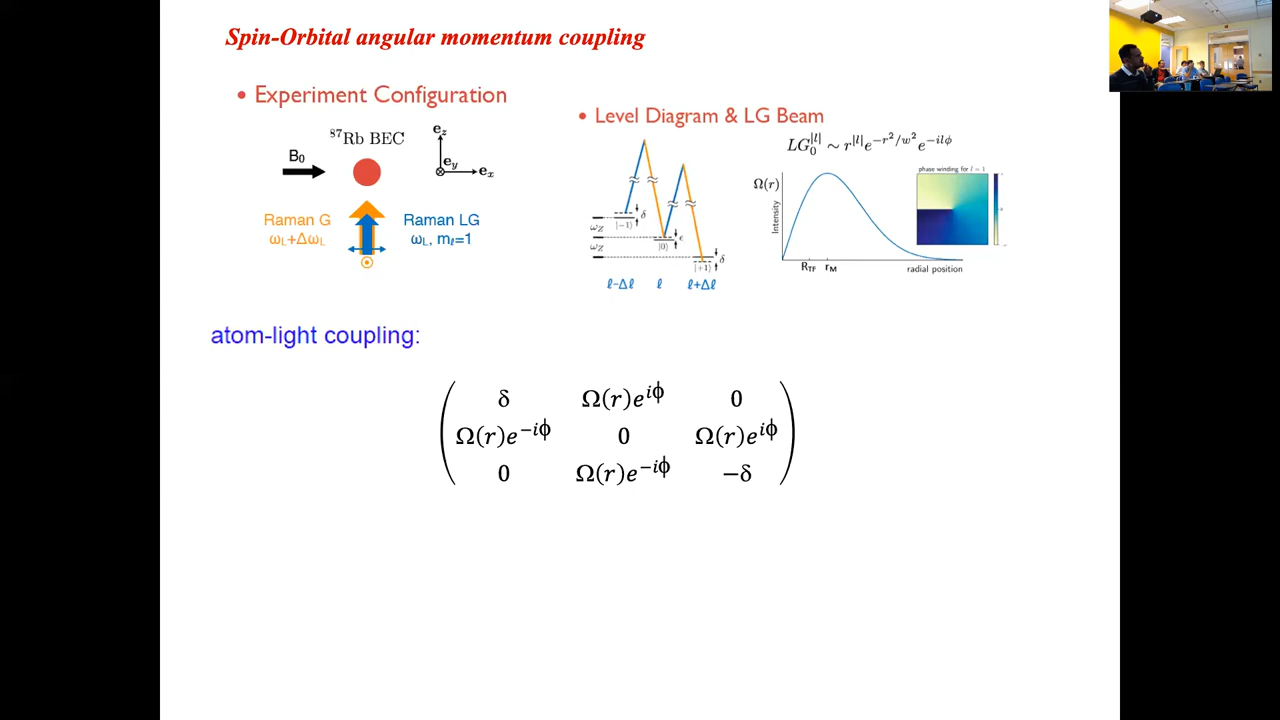 Spin-Orbital angular momentum coupling
• Experiment Configuration
• Level Diagram & LG Beam
⁸⁷Rb BEC
B₀
e_z
e_y
e_x
Raman G
ω_L+Δω_L
Raman LG
ω_L, m_ℓ=1
LG₀^|l| ∼ r^|l| e^{-r²/w²} e^{-ilφ}
phase winding for l = 1
Ω(r)
Intensity
R_TF r_M radial position
δ
|−1⟩
ω_Z
ω_Z
|0⟩
ϵ
|+1⟩
δ
ℓ-Δℓ ℓ ℓ+Δℓ
atom-light coupling:
δ Ω(r)e^{iϕ} 0
Ω(r)e^{−iϕ} 0 Ω(r)e^{iϕ}
0 Ω(r)e^{−iϕ} −δ